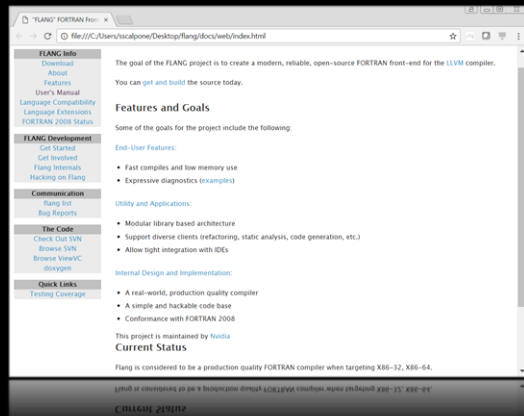 "FLANG" FORTRAN Fron
file:///C:/Users/sscalpone/Desktop/flang/docs/web/index.html
FLANG Info
Download
About
Features
User's Manual
Language Compatibility
Language Extensions
FORTRAN 2008 Status
FLANG Development
Get Started
Get Involved
Flang Internals
Hacking on Flang
Communication
flang list
Bug Reports
The Code
Check Out SVN
Browse SVN
Browse ViewVC
doxygen
Quick Links
Testing Coverage
The goal of the FLANG project is to create a modern, reliable, open-source FORTRAN front-end for the LLVM compiler.
You can get and build the source today.
Features and Goals
Some of the goals for the project include the following:
End-User Features:
• Fast compiles and low memory use
• Expressive diagnostics (examples)
Utility and Applications:
• Modular library based architecture
• Support diverse clients (refactoring, static analysis, code generation, etc.)
• Allow tight integration with IDEs
Internal Design and Implementation:
• A real-world, production quality compiler
• A simple and hackable code base
• Conformance with FORTRAN 2008
This project is maintained by Nvidia
Current Status
Flang is considered to be a production quality FORTRAN compiler when targeting X86-32, X86-64.